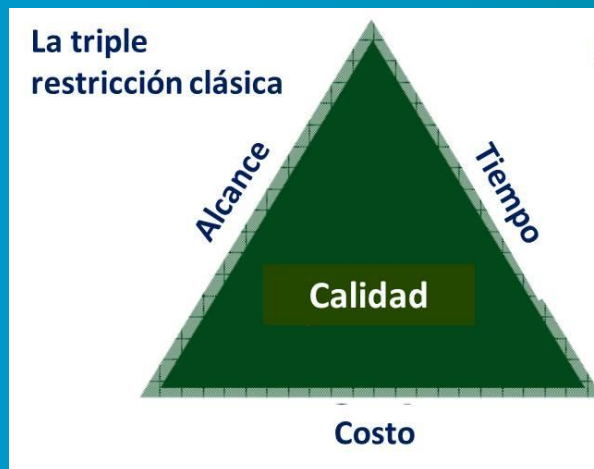 La triple
restricción clásica
Alcance
Tiempo
Calidad
Costo